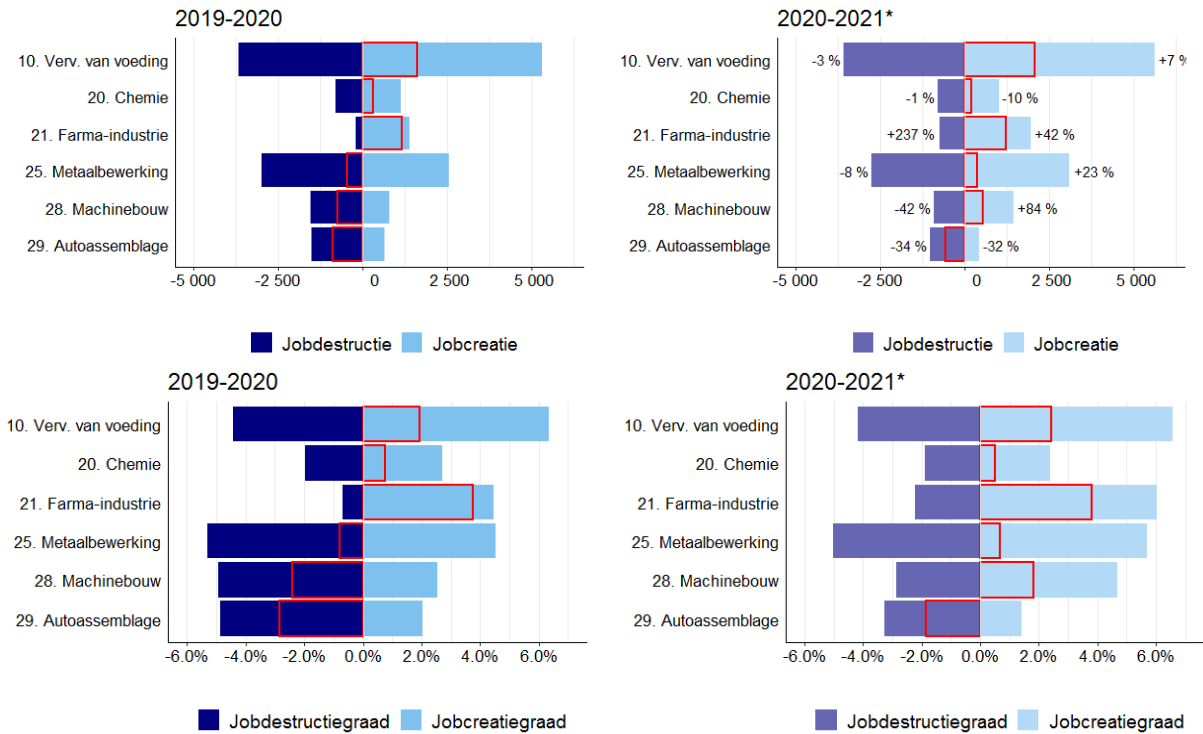 2019-2020
10. Verv. van voeding
20. Chemie
21. Farma-industrie
25. Metaalbewerking
28. Machinebouw
29. Autoassemblage
-5 000 -2 500 0 2 500 5 000
Jobdestructie Jobcreatie
2020-2021*
10. Verv. van voeding -3 % +7 %
20. Chemie -1 % -10 %
21. Farma-industrie +237 % +42 %
25. Metaalbewerking -8 % +23 %
28. Machinebouw -42 % +84 %
29. Autoassemblage -34 % -32 %
-5 000 -2 500 0 2 500 5 000
Jobdestructie Jobcreatie
2019-2020
10. Verv. van voeding
20. Chemie
21. Farma-industrie
25. Metaalbewerking
28. Machinebouw
29. Autoassemblage
-6.0% -4.0% -2.0% 0.0% 2.0% 4.0% 6.0%
Jobdestructiegraad Jobcreatiegraad
2020-2021*
10. Verv. van voeding
20. Chemie
21. Farma-industrie
25. Metaalbewerking
28. Machinebouw
29. Autoassemblage
-6.0% -4.0% -2.0% 0.0% 2.0% 4.0% 6.0%
Jobdestructiegraad Jobcreatiegraad